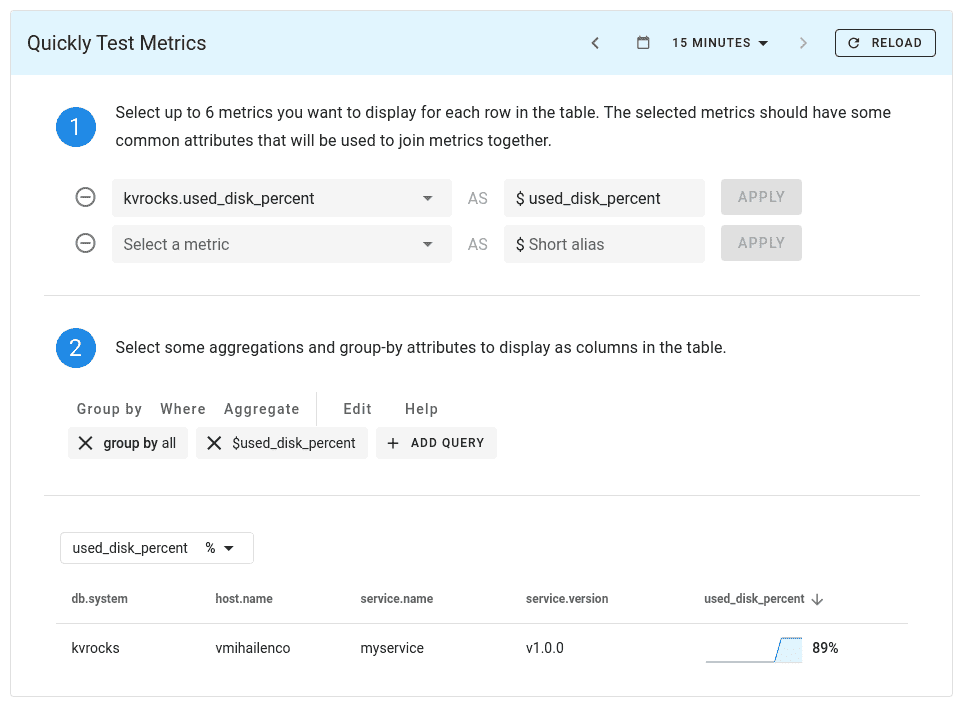 Quickly Test Metrics
15 MINUTES
RELOAD
1
Select up to 6 metrics you want to display for each row in the table. The selected metrics should have some
common attributes that will be used to join metrics together.
kvrocks.used_disk_percent AS $ used_disk_percent APPLY
Select a metric AS $ Short alias APPLY
2
Select some aggregations and group-by attributes to display as columns in the table.
Group by Where Aggregate Edit Help
group by all $used_disk_percent + ADD QUERY
used_disk_percent %
db.system host.name service.name service.version used_disk_percent
kvrocks vmihailenco myservice v1.0.0 89%